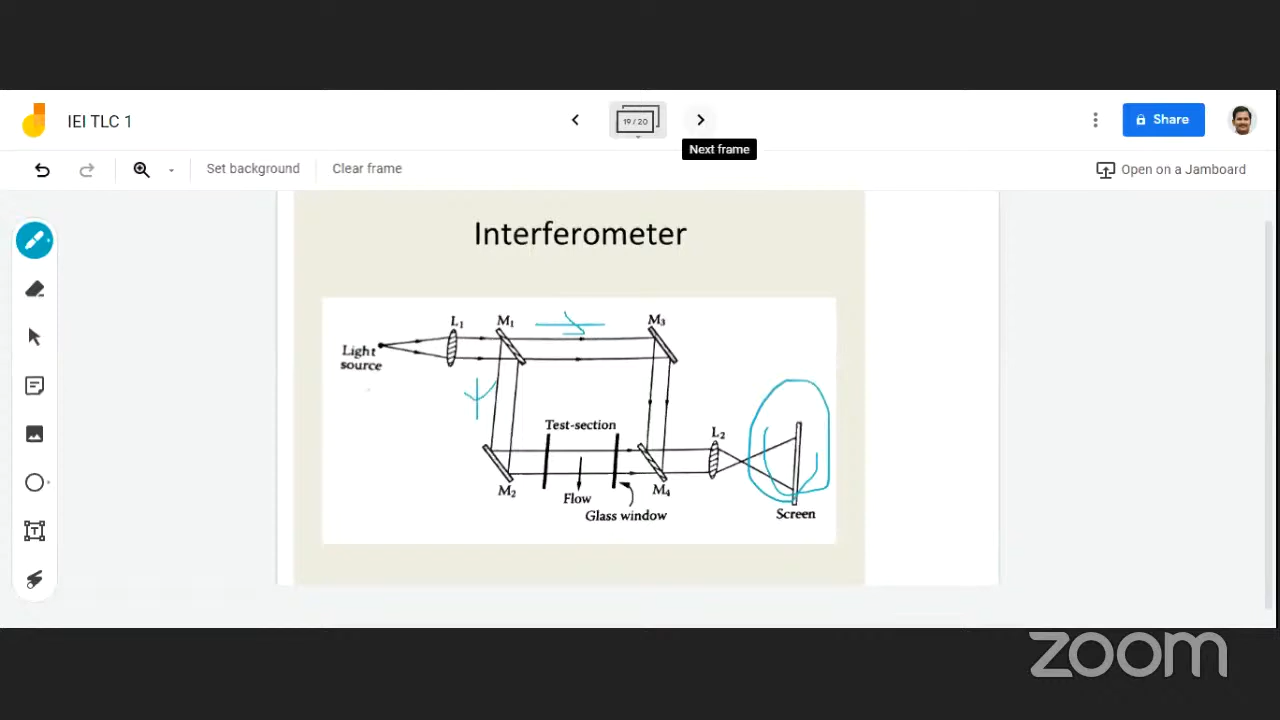 IEI TLC 1
19 / 20
Share
Next frame
Set background
Clear frame
Open on a Jamboard
Interferometer
L1
M1
M3
Light
source
Test-section
L2
M2
Flow
M4
Glass window
Screen
zoom